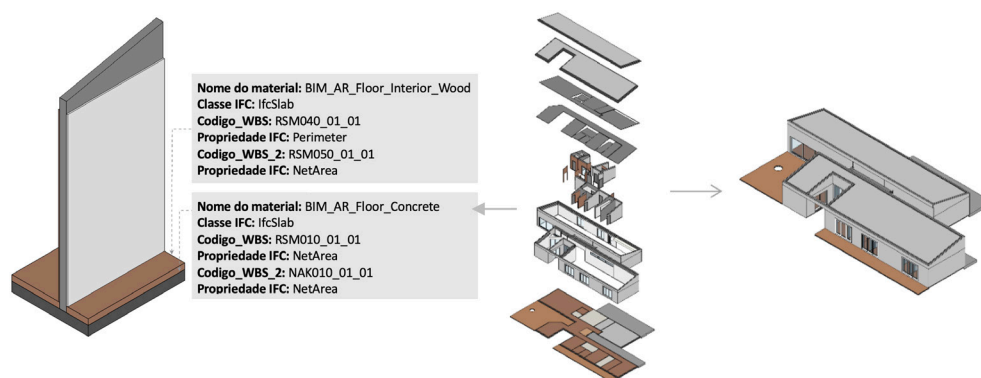 Nome do material: BIM_AR_Floor_Interior_Wood
Classe IFC: IfcSlab
Codigo_WBS: RSM040_01_01
Propriedade IFC: Perimeter
Codigo_WBS_2: RSM050_01_01
Propriedade IFC: NetArea
Nome do material: BIM_AR_Floor_Concrete
Classe IFC: IfcSlab
Codigo_WBS: RSM010_01_01
Propriedade IFC: NetArea
Codigo_WBS_2: NAK010_01_01
Propriedade IFC: NetArea